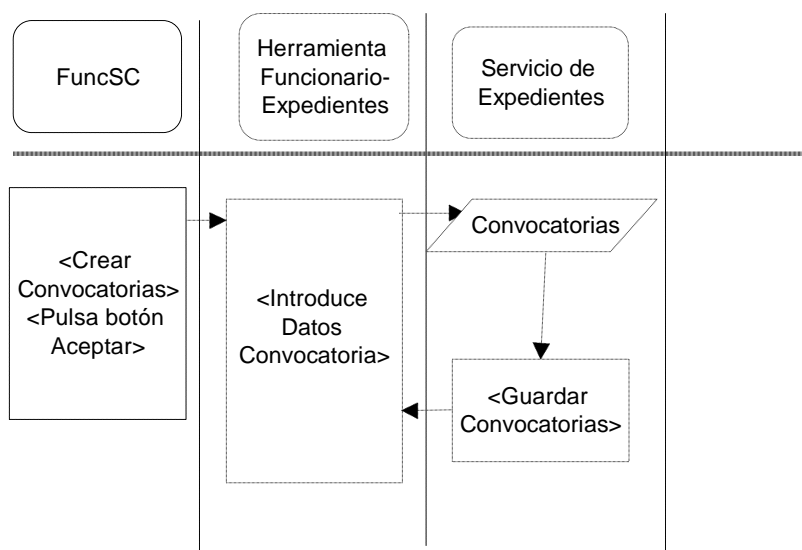 FuncSC
Herramienta
Funcionario-
Expedientes
Servicio de
Expedientes
<Crear
Convocatorias>
<Pulsa botón
Aceptar>
<Introduce
Datos
Convocatoria>
Convocatorias
<Guardar
Convocatorias>